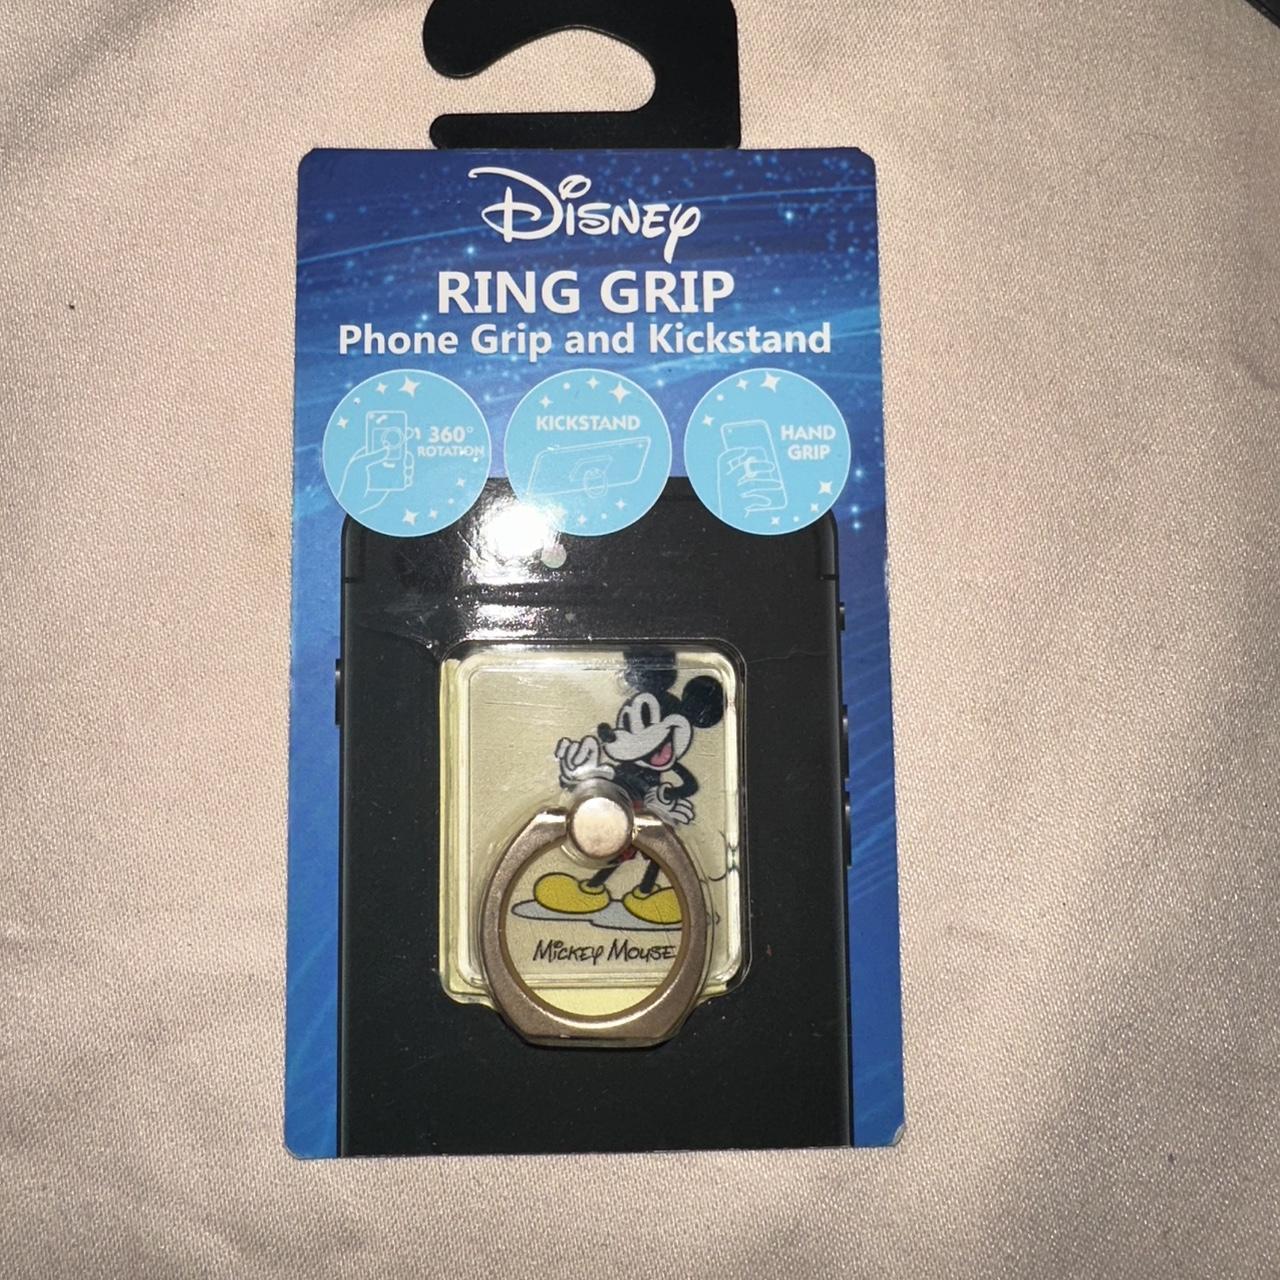 Disney
RING GRIP
Phone Grip and Kickstand
360°
ROTATION
KICKSTAND
HAND
GRIP
Mickey Mouse